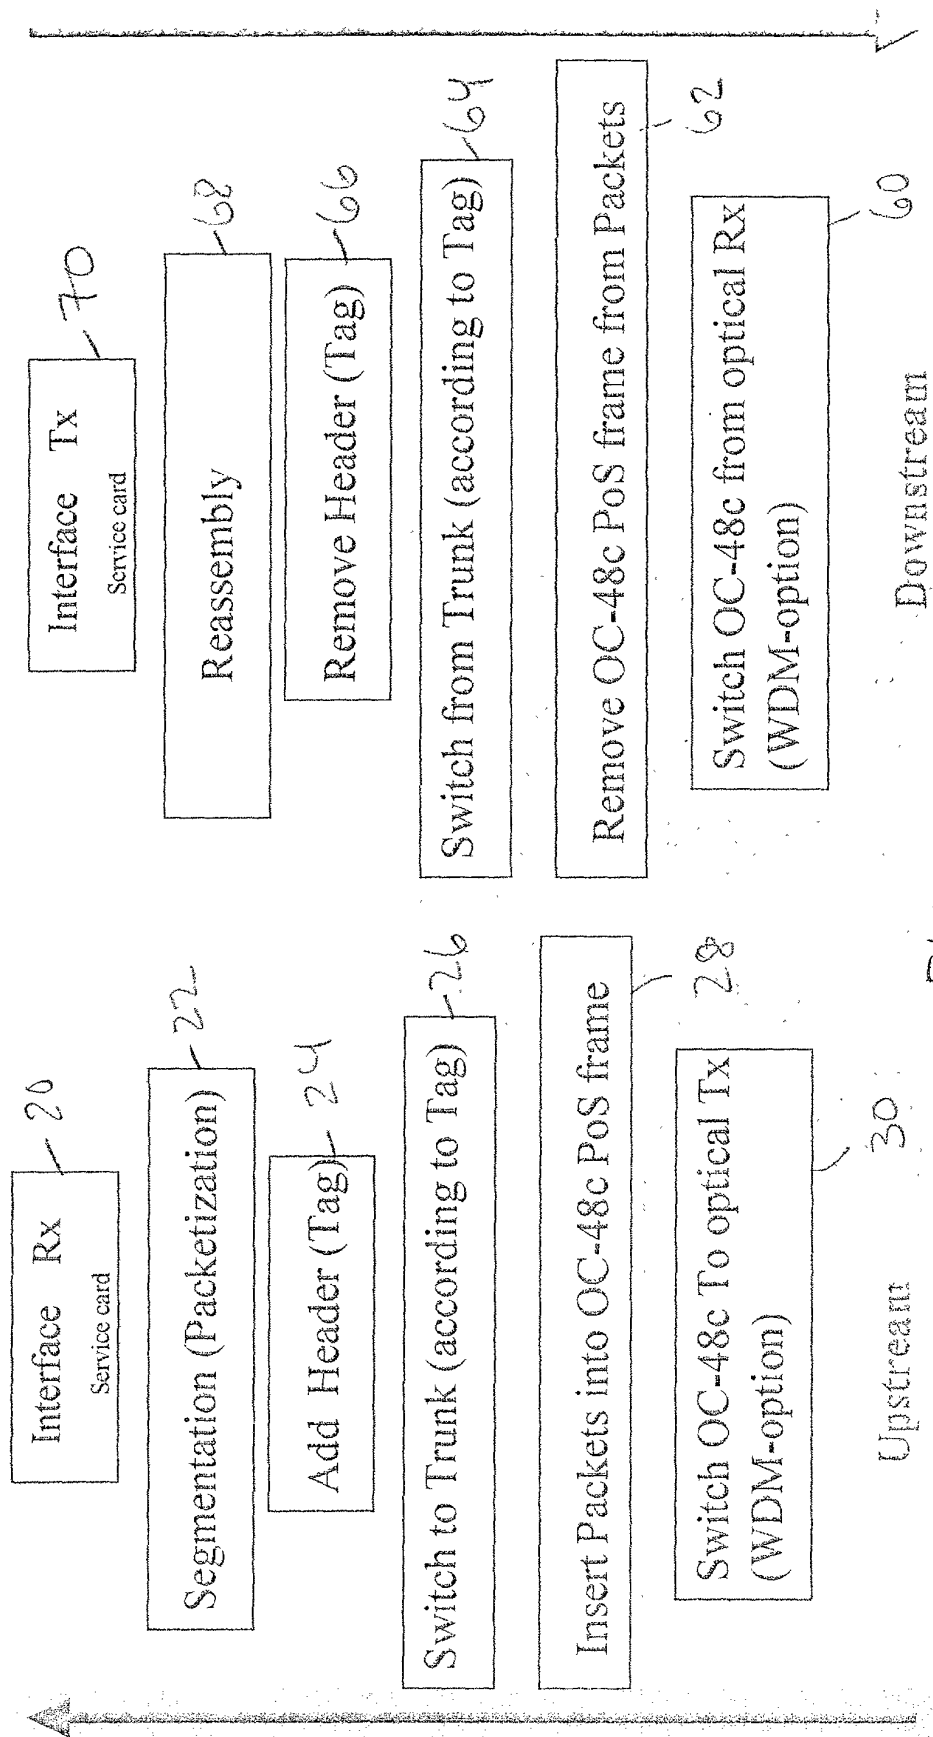 Interface Rx
Service card
20
Segmentation (Packetization)
22
Add Header (Tag)
24
Switch to Trunk (according to Tag)
26
Insert Packets into OC-48c PoS frame
28
Switch OC-48c To optical Tx
(WDM-option)
30
Upstream
Interface Tx
Service card
70
Reassembly
68
Remove Header (Tag)
66
Switch from Trunk (according to Tag)
64
Remove OC-48c PoS frame from Packets
62
Switch OC-48c from optical Rx
(WDM-option)
60
Downstream